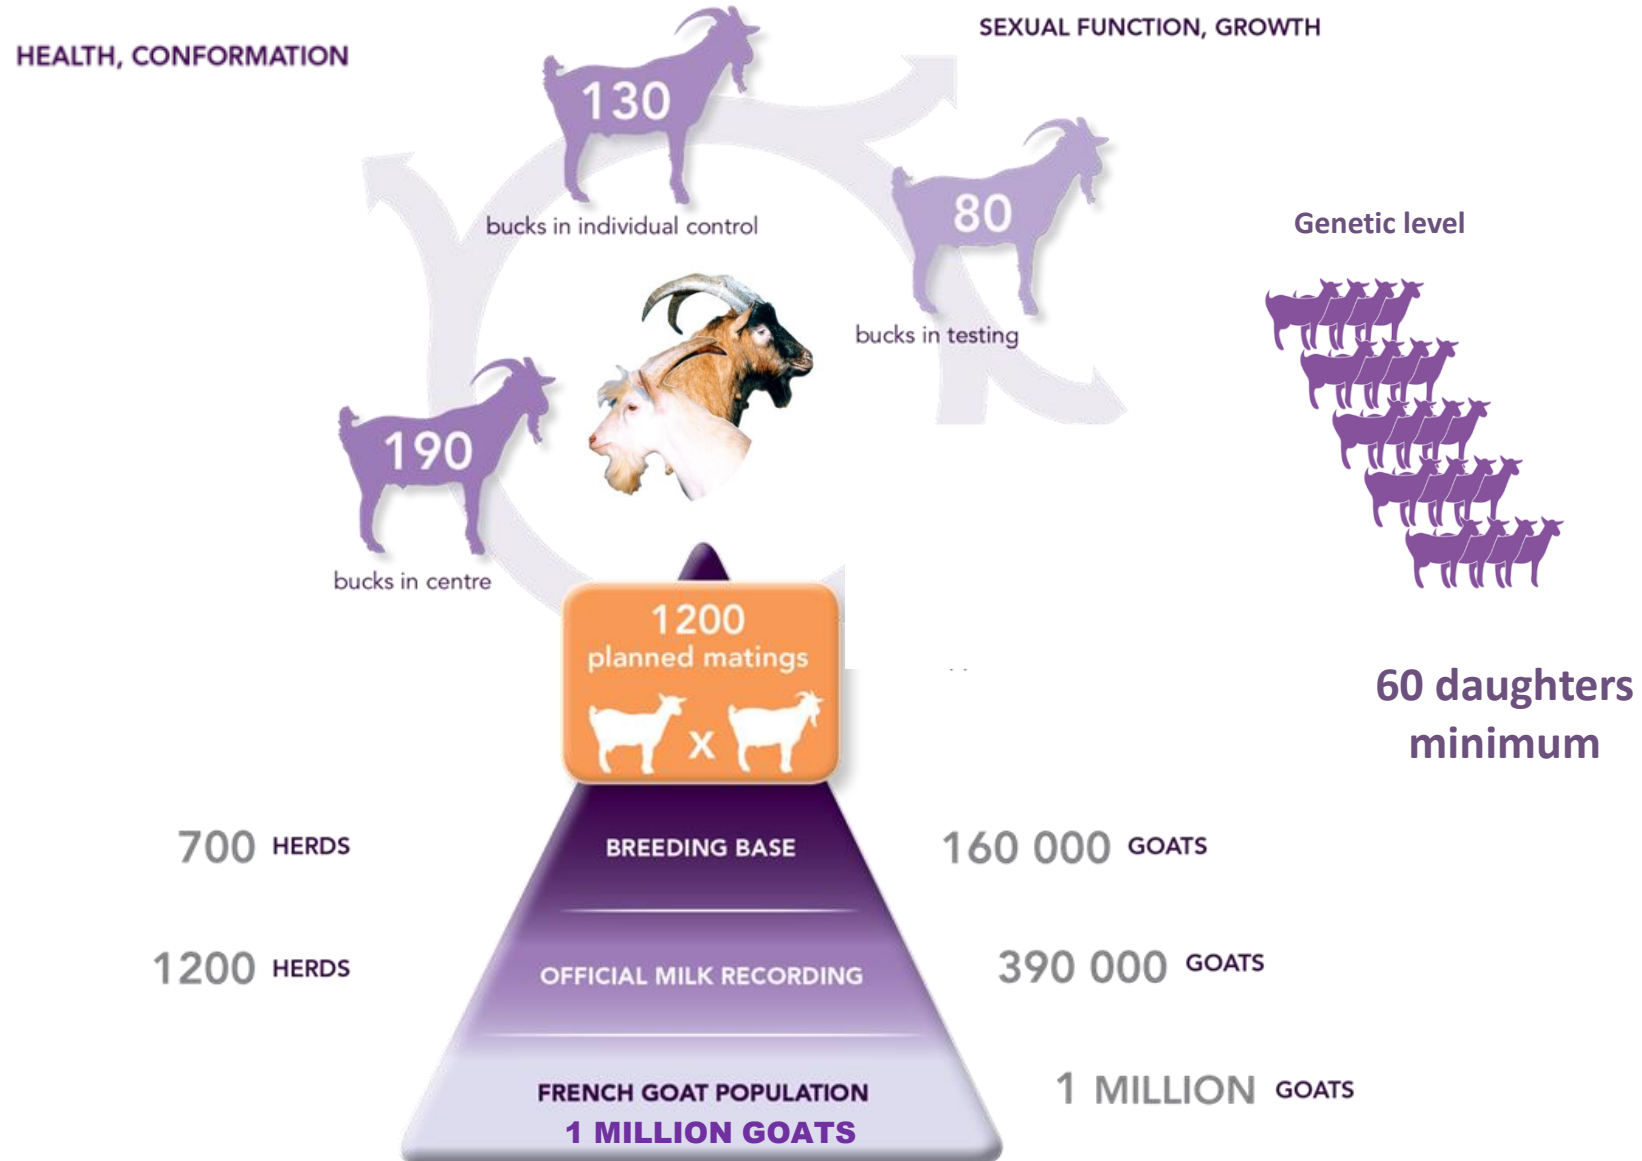 HEALTH, CONFORMATION
SEXUAL FUNCTION, GROWTH
130
bucks in individual control
80
bucks in testing
190
bucks in centre
Genetic level
60 daughters
minimum
1200
planned matings
X
700 HERDS
BREEDING BASE
160 000 GOATS
1200 HERDS
OFFICIAL MILK RECORDING
390 000 GOATS
FRENCH GOAT POPULATION
1 MILLION GOATS
1 MILLION GOATS